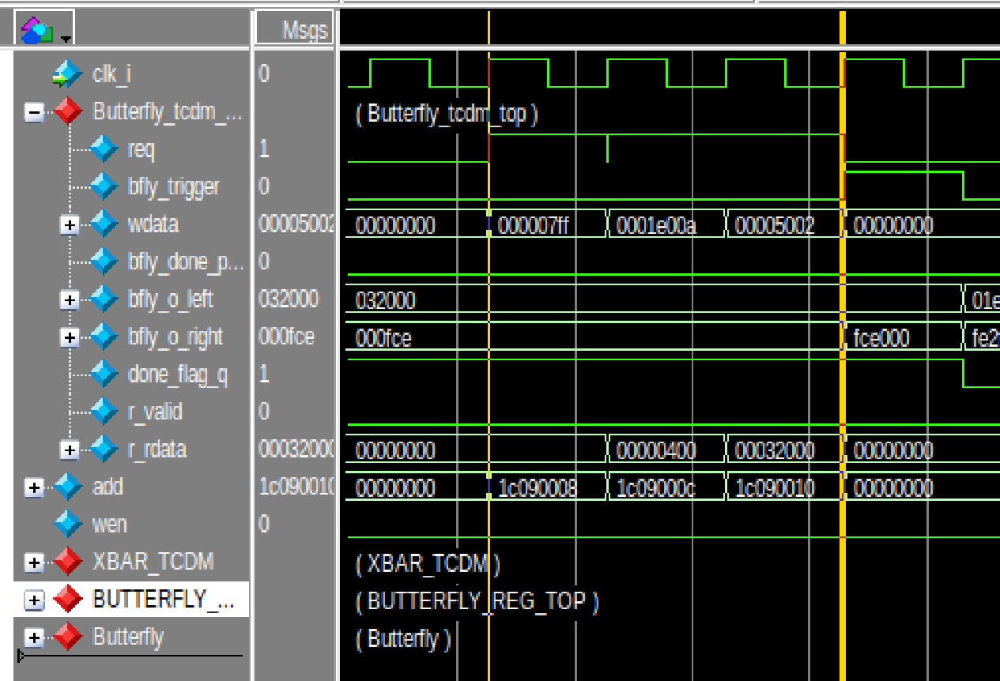 Msgs
clk_i 0
Butterfly_tcdm_... ( Butterfly_tcdm_top )
req 1
bfly_trigger 0
wdata 00005002 00000000 000007ff 0001e00a 00005002 00000000
bfly_done_p... 0
bfly_o_left 032000 032000 01e
bfly_o_right 000fce 000fce fce000 fe2
done_flag_q 1
r_valid 0
r_rdata 00032000 00000000 00000400 00032000 00000000
add 1c090010 00000000 1c090008 1c09000c 1c090010 00000000
wen 0
XBAR_TCDM ( XBAR_TCDM )
BUTTERFLY_... ( BUTTERFLY_REG_TOP )
Butterfly ( Butterfly )